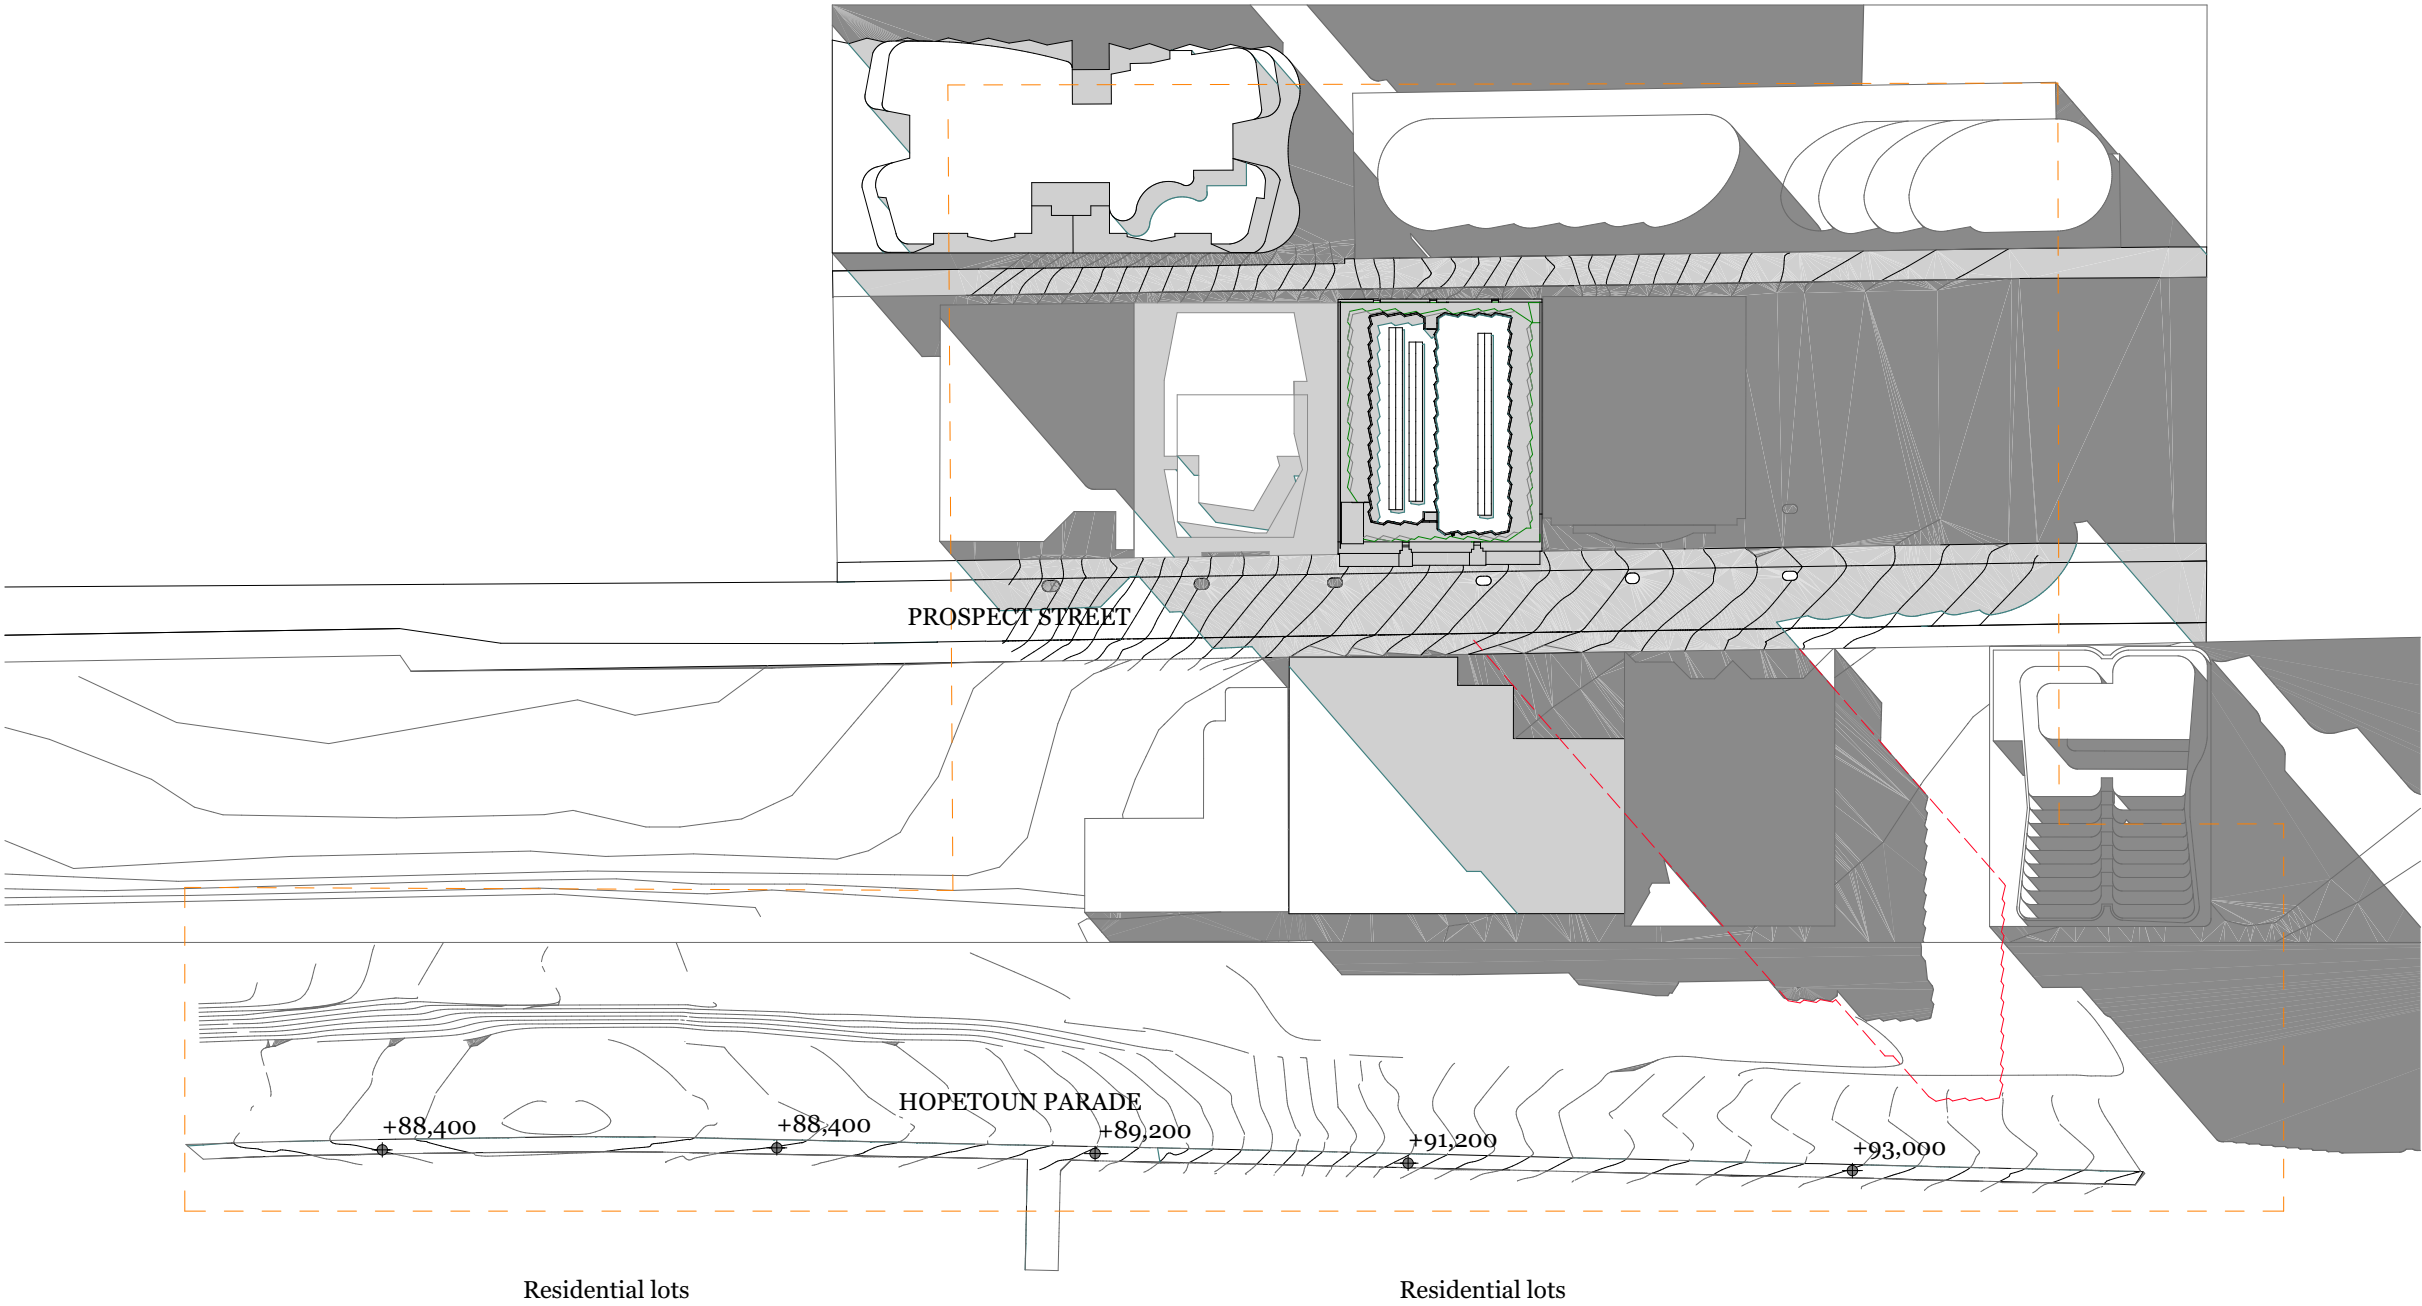 PROSPECT STREET
HOPETOUN PARADE
+88,400
+88,400
+89,200
+91,200
+93,000
Residential lots
Residential lots